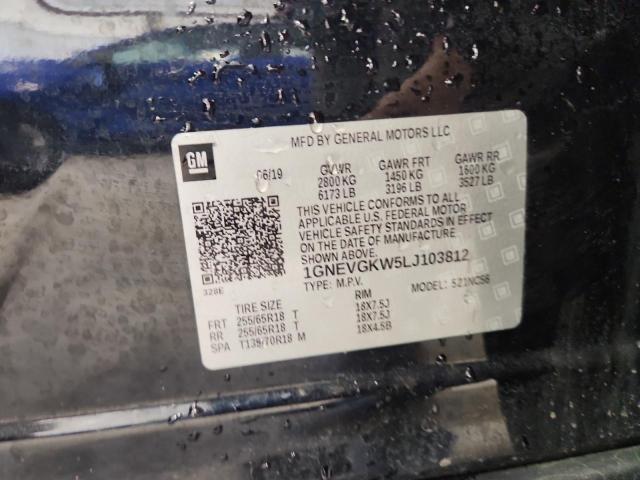 MFD BY GENERAL MOTORS LLC
GM
06/19
GVWR GAWR FRT GAWR RR
2800 KG 1450 KG 1600 KG
6173 LB 3196 LB 3527 LB
THIS VEHICLE CONFORMS TO ALL
APPLICABLE U.S. FEDERAL MOTOR
VEHICLE SAFETY STANDARDS IN EFFECT
ON THE DATE OF MANUFACTURE
SHOWN ABOVE.
1GNEVGKW5LJ103812
TYPE: M.P.V. MODEL: 521NC56
328E
TIRE SIZE RIM
FRT 255/65R18 T 18X7.5J
RR 255/65R18 T 18X7.5J
SPA T135/70R18 M 18X4.5B